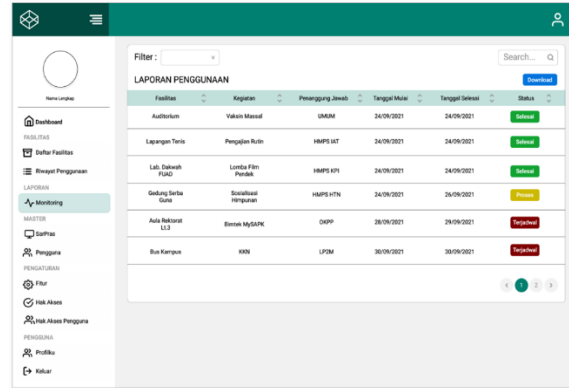 Nama Lengkap
Dashboard
FASILITAS
Daftar Fasilitas
Riwayat Penggunaan
LAPORAN
Monitoring
MASTER
SarPras
Pengguna
PENGATURAN
Fitur
Hak Akses
Hak Akses Pengguna
PENGGUNA
Profilku
Keluar
Filter :
Search...
LAPORAN PENGGUNAAN
Download
Fasilitas Kegiatan Penanggung Jawab Tanggal Mulai Tanggal Selesai Status
Auditorium Vaksin Massal UMUM 24/09/2021 24/09/2021 Selesai
Lapangan Tenis Pengajian Rutin HMPS IAT 24/09/2021 24/09/2021 Selesai
Lab. Dakwah FUAD Lomba Film Pendek HMPS KPI 24/09/2021 24/09/2021 Selesai
Gedung Serba Guna Sosialisasi Himpunan HMPS HTN 24/09/2021 26/09/2021 Proses
Aula Rektorat Lt.3 Bimtek MySAPK OKPP 28/09/2021 29/09/2021 Terjadwal
Bus Kampus KKN LP2M 30/09/2021 30/09/2021 Terjadwal
1 2